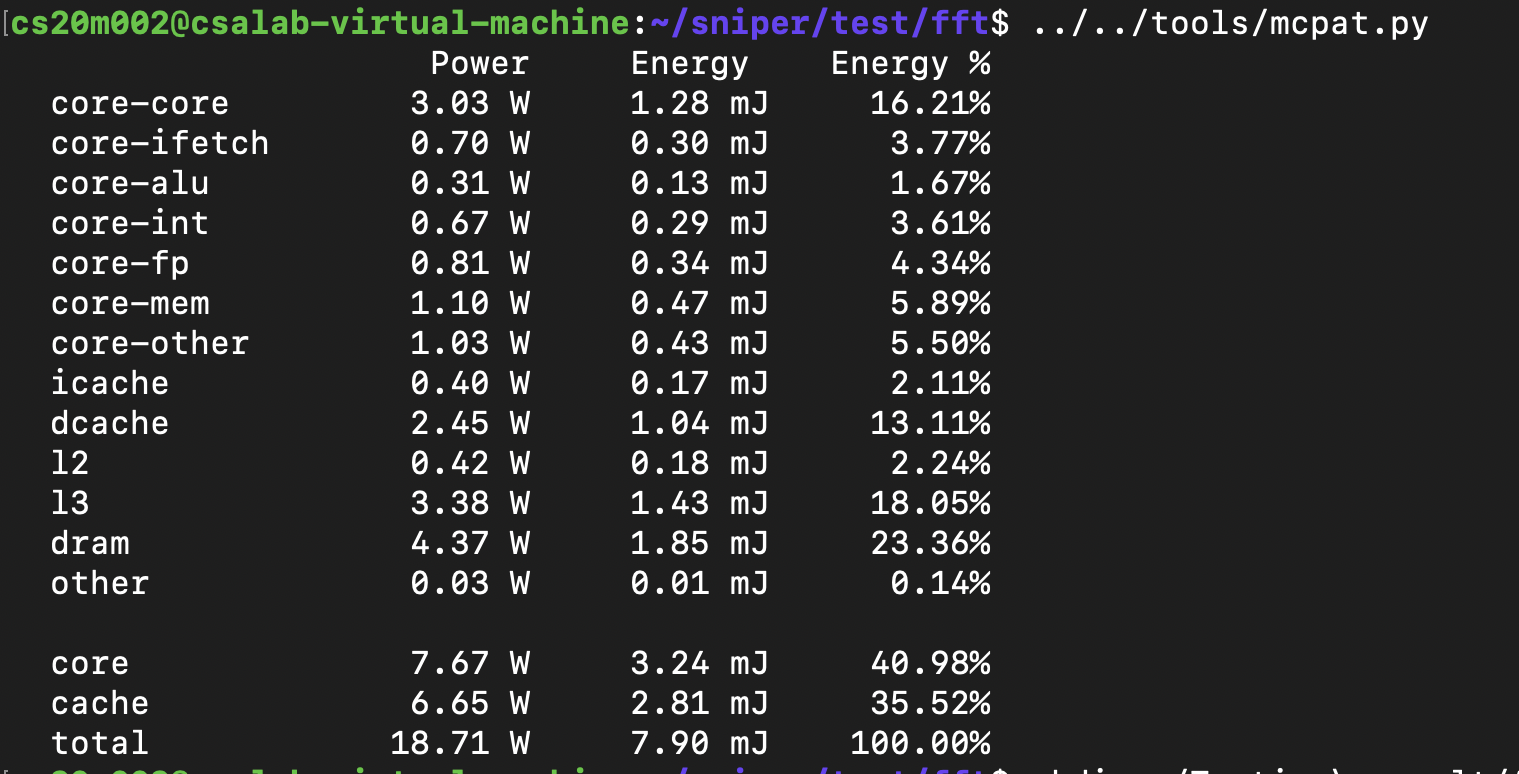 [cs20m002@csalab-virtual-machine:~/sniper/test/fft$ ../../tools/mcpat.py
Power Energy Energy %
core-core 3.03 W 1.28 mJ 16.21%
core-ifetch 0.70 W 0.30 mJ 3.77%
core-alu 0.31 W 0.13 mJ 1.67%
core-int 0.67 W 0.29 mJ 3.61%
core-fp 0.81 W 0.34 mJ 4.34%
core-mem 1.10 W 0.47 mJ 5.89%
core-other 1.03 W 0.43 mJ 5.50%
icache 0.40 W 0.17 mJ 2.11%
dcache 2.45 W 1.04 mJ 13.11%
l2 0.42 W 0.18 mJ 2.24%
l3 3.38 W 1.43 mJ 18.05%
dram 4.37 W 1.85 mJ 23.36%
other 0.03 W 0.01 mJ 0.14%
core 7.67 W 3.24 mJ 40.98%
cache 6.65 W 2.81 mJ 35.52%
total 18.71 W 7.90 mJ 100.00%